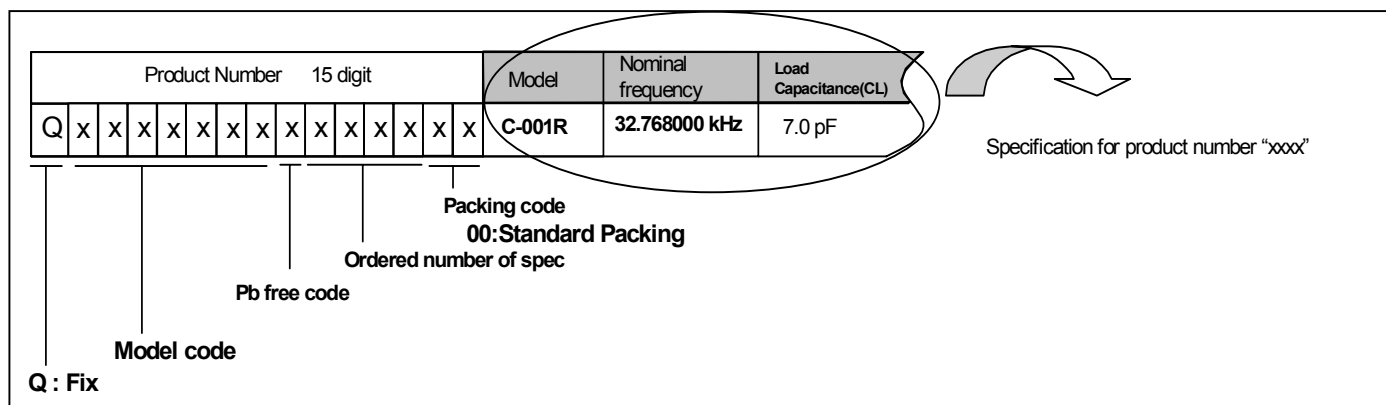 Product Number 15 digit
Model
Nominal frequency
Load Capacitance(CL)
Q x x x x x x x x x x x x x x
C-001R
32.768000 kHz
7.0 pF
Specification for product number “xxxx”
Packing code
00:Standard Packing
Ordered number of spec
Pb free code
Model code
Q : Fix